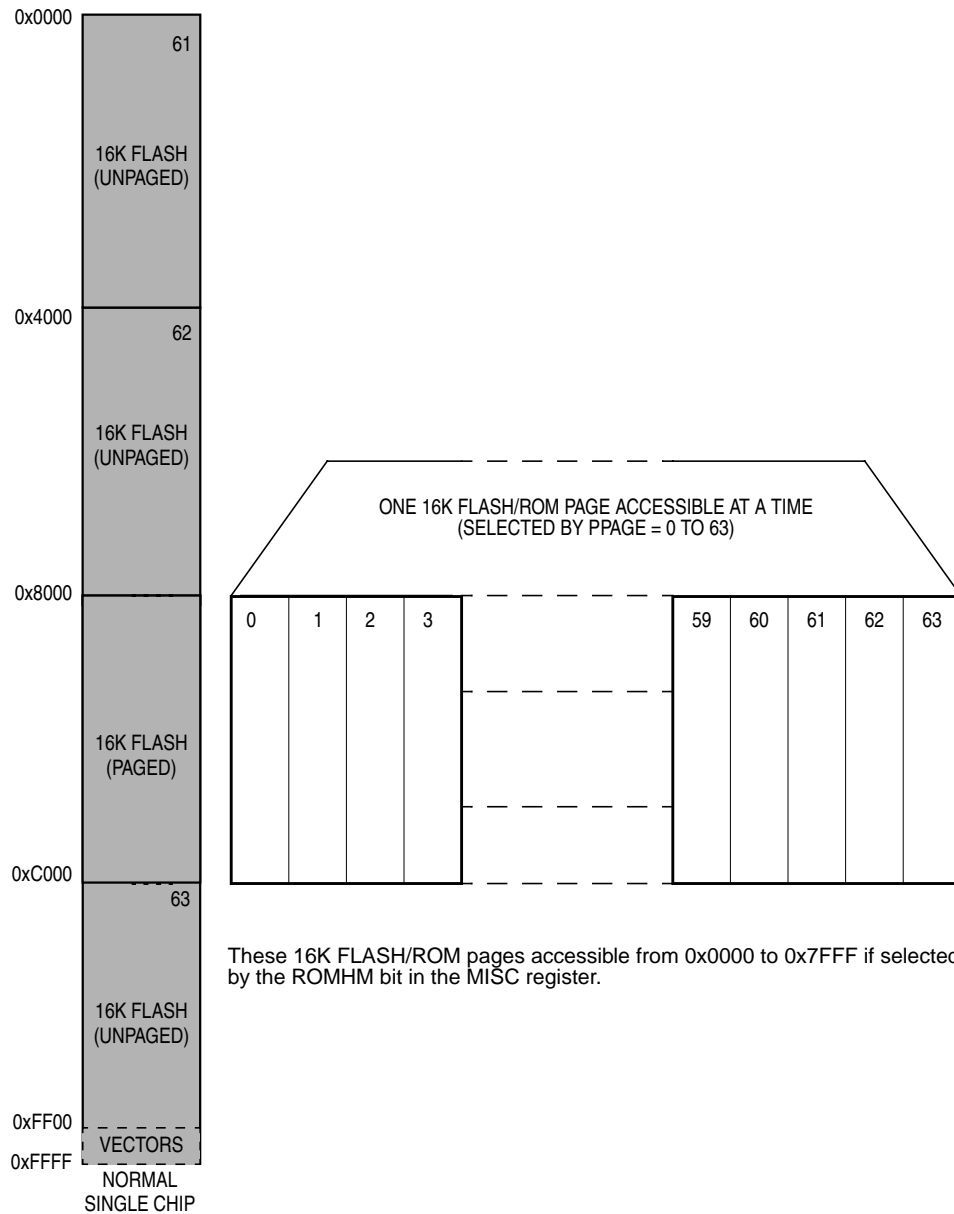 0x0000
61
16K FLASH
(UNPAGED)
0x4000
62
16K FLASH
(UNPAGED)
ONE 16K FLASH/ROM PAGE ACCESSIBLE AT A TIME
(SELECTED BY PPAGE = 0 TO 63)
0x8000
0 1 2 3 59 60 61 62 63
16K FLASH
(PAGED)
0xC000
63
These 16K FLASH/ROM pages accessible from 0x0000 to 0x7FFF if selected
by the ROMHM bit in the MISC register.
16K FLASH
(UNPAGED)
0xFF00
VECTORS
0xFFFF
NORMAL
SINGLE CHIP